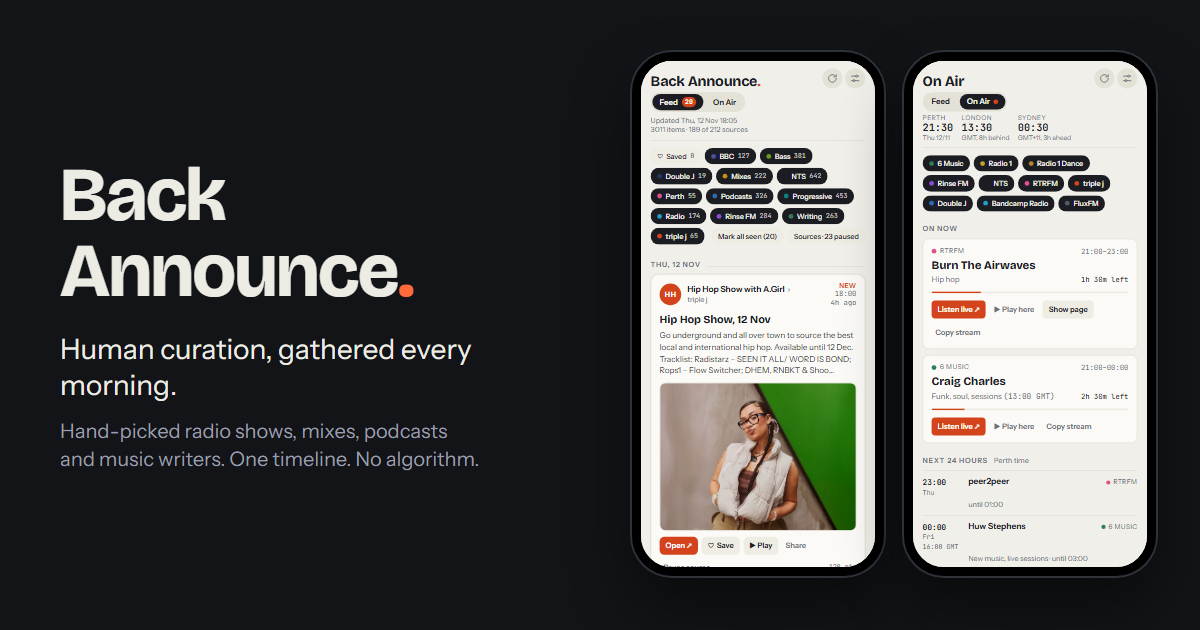 Back
Announce.
Human curation, gathered every
morning.
Hand-picked radio shows, mixes, podcasts
and music writers. One timeline. No algorithm.
Back Announce.
Feed 28 On Air
Updated Thu, 12 Nov 18:05
3011 items · 189 of 212 sources
Saved 0 BBC 127 Bass 381
Double J 19 Mixes 222 NTS 642
Perth 55 Podcasts 326 Progressive 453
Radio 174 Rinse FM 284 Writing 263
triple j 65 Mark all seen (20) Sources · 23 paused
THU, 12 NOV
HH Hip Hop Show with A.Girl ›
triple j
NEW
18:00
4h ago
Hip Hop Show, 12 Nov
Go underground and all over town to source the best
local and international hip hop. Available until 12 Dec.
Tracklist: Radistarz – SEEN IT ALL/ WORD IS BOND;
Rops1 – Flow Switcher; DHEM, RNBKT & Shoo...
Open ↗ ♡ Save ▶ Play Share
On Air
Feed On Air
PERTH LONDON SYDNEY
21:30 13:30 00:30
Thu 12/11 GMT, 8h behind GMT+11, 3h ahead
6 Music Radio 1 Radio 1 Dance
Rinse FM NTS RTRFM triple j
Double J Bandcamp Radio FluxFM
ON NOW
RTRFM 21:00–23:00
Burn The Airwaves
Hip hop 1h 30m left
Listen live ↗ ▶ Play here Show page
Copy stream
6 MUSIC 21:00–00:00
Craig Charles
Funk, soul, sessions (13:00 GMT) 2h 30m left
Listen live ↗ ▶ Play here Copy stream
NEXT 24 HOURS Perth time
23:00 peer2peer RTRFM
Thu
until 01:00
00:00 Huw Stephens 6 MUSIC
Fri
16:00 GMT
New music, live sessions · until 03:00